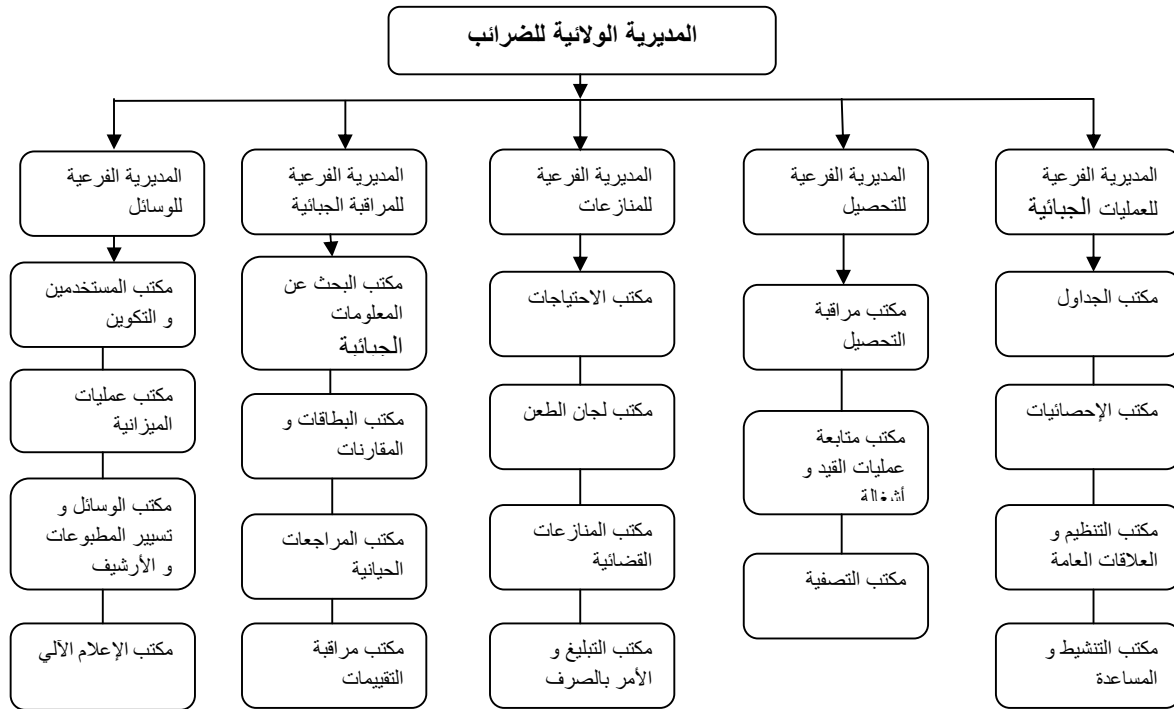 المديرية الولائية للضرائب
المديرية الفرعية
للعمليات الجبائية
مكتب الجداول
مكتب الإحصائيات
مكتب التنظيم و
العلاقات العامة
مكتب التنشيط و
المساعدة
المديرية الفرعية
للتحصيل
مكتب مراقبة
التحصيل
مكتب متابعة
عمليات القيد و
أشغالة
مكتب التصفية
المديرية الفرعية
للمنازعات
مكتب الاحتياجات
مكتب لجان الطعن
مكتب المنازعات
القضائية
مكتب التبليغ و
الأمر بالصرف
المديرية الفرعية
للمراقبة الجبائية
مكتب البحث عن
المعلومات
الجبائية
مكتب البطاقات و
المقارنات
مكتب المراجعات
الجبائية
مكتب مراقبة
التقييمات
المديرية الفرعية
للوسائل
مكتب المستخدمين
و التكوين
مكتب عمليات
الميزانية
مكتب الوسائل و
تسيير المطبوعات
و الأرشيف
مكتب الإعلام الآلي